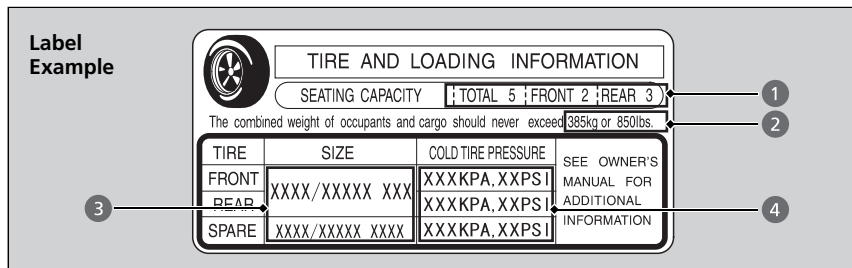 Label
Example
TIRE AND LOADING INFORMATION
SEATING CAPACITY TOTAL 5 FRONT 2 REAR 3
1
The combined weight of occupants and cargo should never exceed 385kg or 850lbs.
2
TIRE SIZE COLD TIRE PRESSURE
FRONT XXXX/XXXXX XXX XXXKPA,XXPSI
REAR XXXKPA,XXPSI
SPARE XXXX/XXXXX XXXX XXXKPA,XXPSI
SEE OWNER'S
MANUAL FOR
ADDITIONAL
INFORMATION
3
4